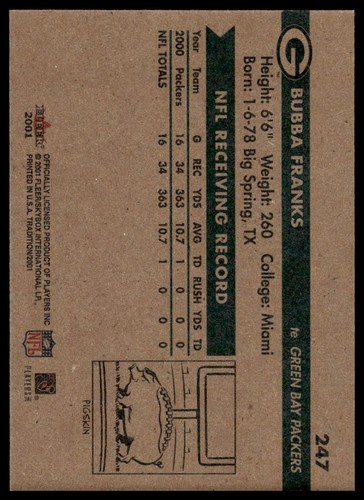 247
BUBBA FRANKS
te GREEN BAY PACKERS
Height: 6'6" Weight: 260 College: Miami
Born: 1-6-78 Big Spring, TX
NFL RECEIVING RECORD
Year Team G REC YDS AVG TD RUSH YDS TD
2000 Packers 16 34 363 10.7 1 0 0 0
NFL TOTALS 16 34 363 10.7 1 0 0 0
PIGSKIN
FLEER
2001
OFFICIALLY LICENSED PRODUCT OF PLAYERS INC
© 2001 FLEER/SKYBOX INTERNATIONAL LP.
PRINTED IN U.S.A. TRADITION/2001
NFL
PLAYERS